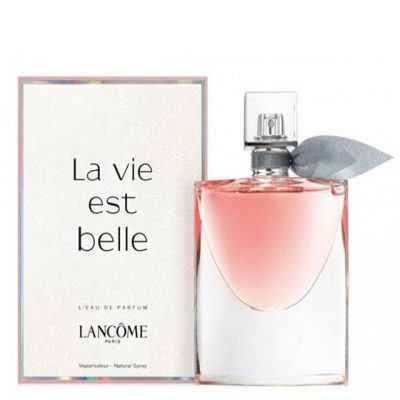 La vie
est
belle
L'EAU DE PARFUM
LANCÔME
PARIS
Vaporisateur - Natural Spray